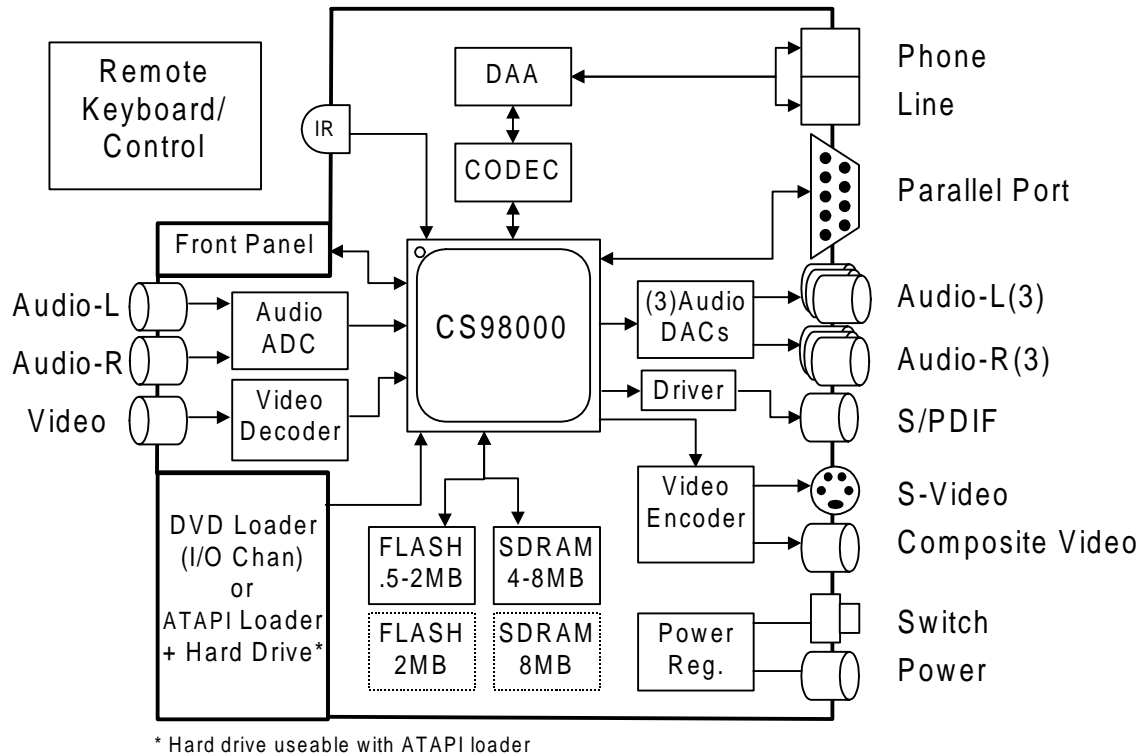 Remote
Keyboard/
Control
IR
DAA
CODEC
Phone
Line
Parallel Port
Front Panel
Audio-L
Audio-R
Video
Audio
ADC
Video
Decoder
CS98000
(3)Audio
DACs
Driver
Audio-L(3)
Audio-R(3)
S/PDIF
DVD Loader
(I/O Chan)
or
ATAPI Loader
+ Hard Drive*
FLASH
.5-2MB
SDRAM
4-8MB
FLASH
2MB
SDRAM
8MB
Video
Encoder
S-Video
Composite Video
Power
Reg.
Switch
Power
* Hard drive useable with ATAPI loader